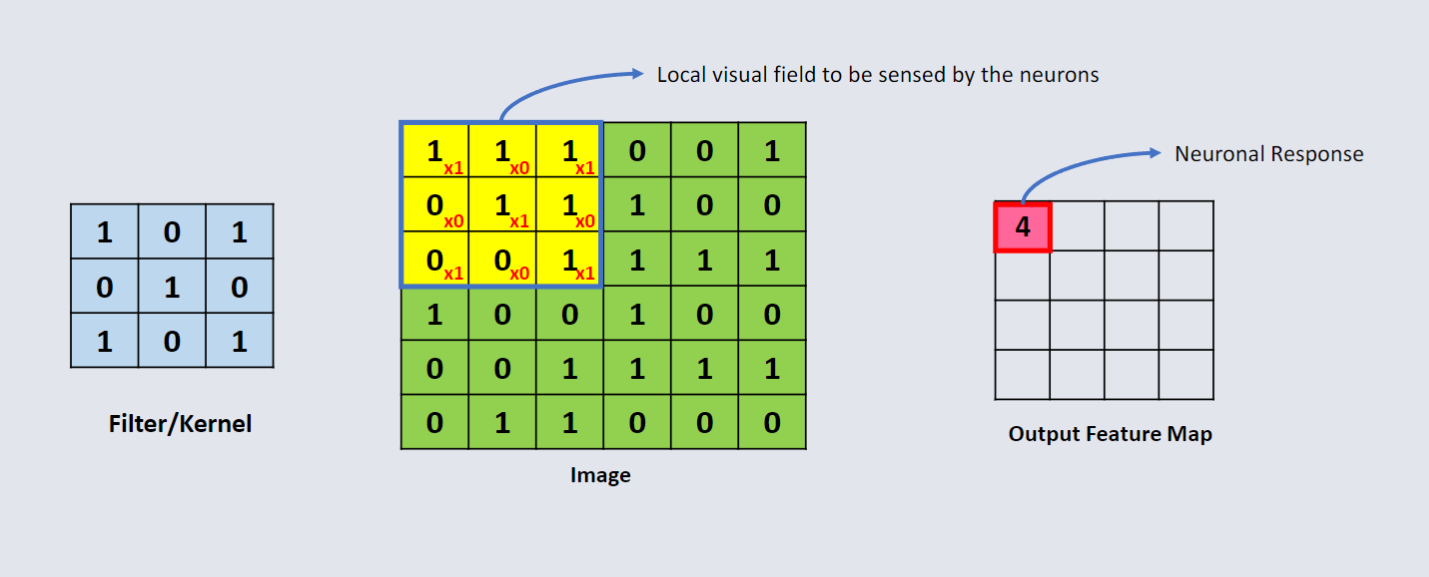 Local visual field to be sensed by the neurons
1x1 1x0 1x1 0 0 1
Neuronal Response
0x0 1x1 1x0 1 0 0
1 0 1
4
0x1 0x0 1x1 1 1 1
0 1 0
1 0 0 1 0 0
1 0 1
0 0 1 1 1 1
0 1 1 0 0 0
Filter/Kernel
Output Feature Map
Image